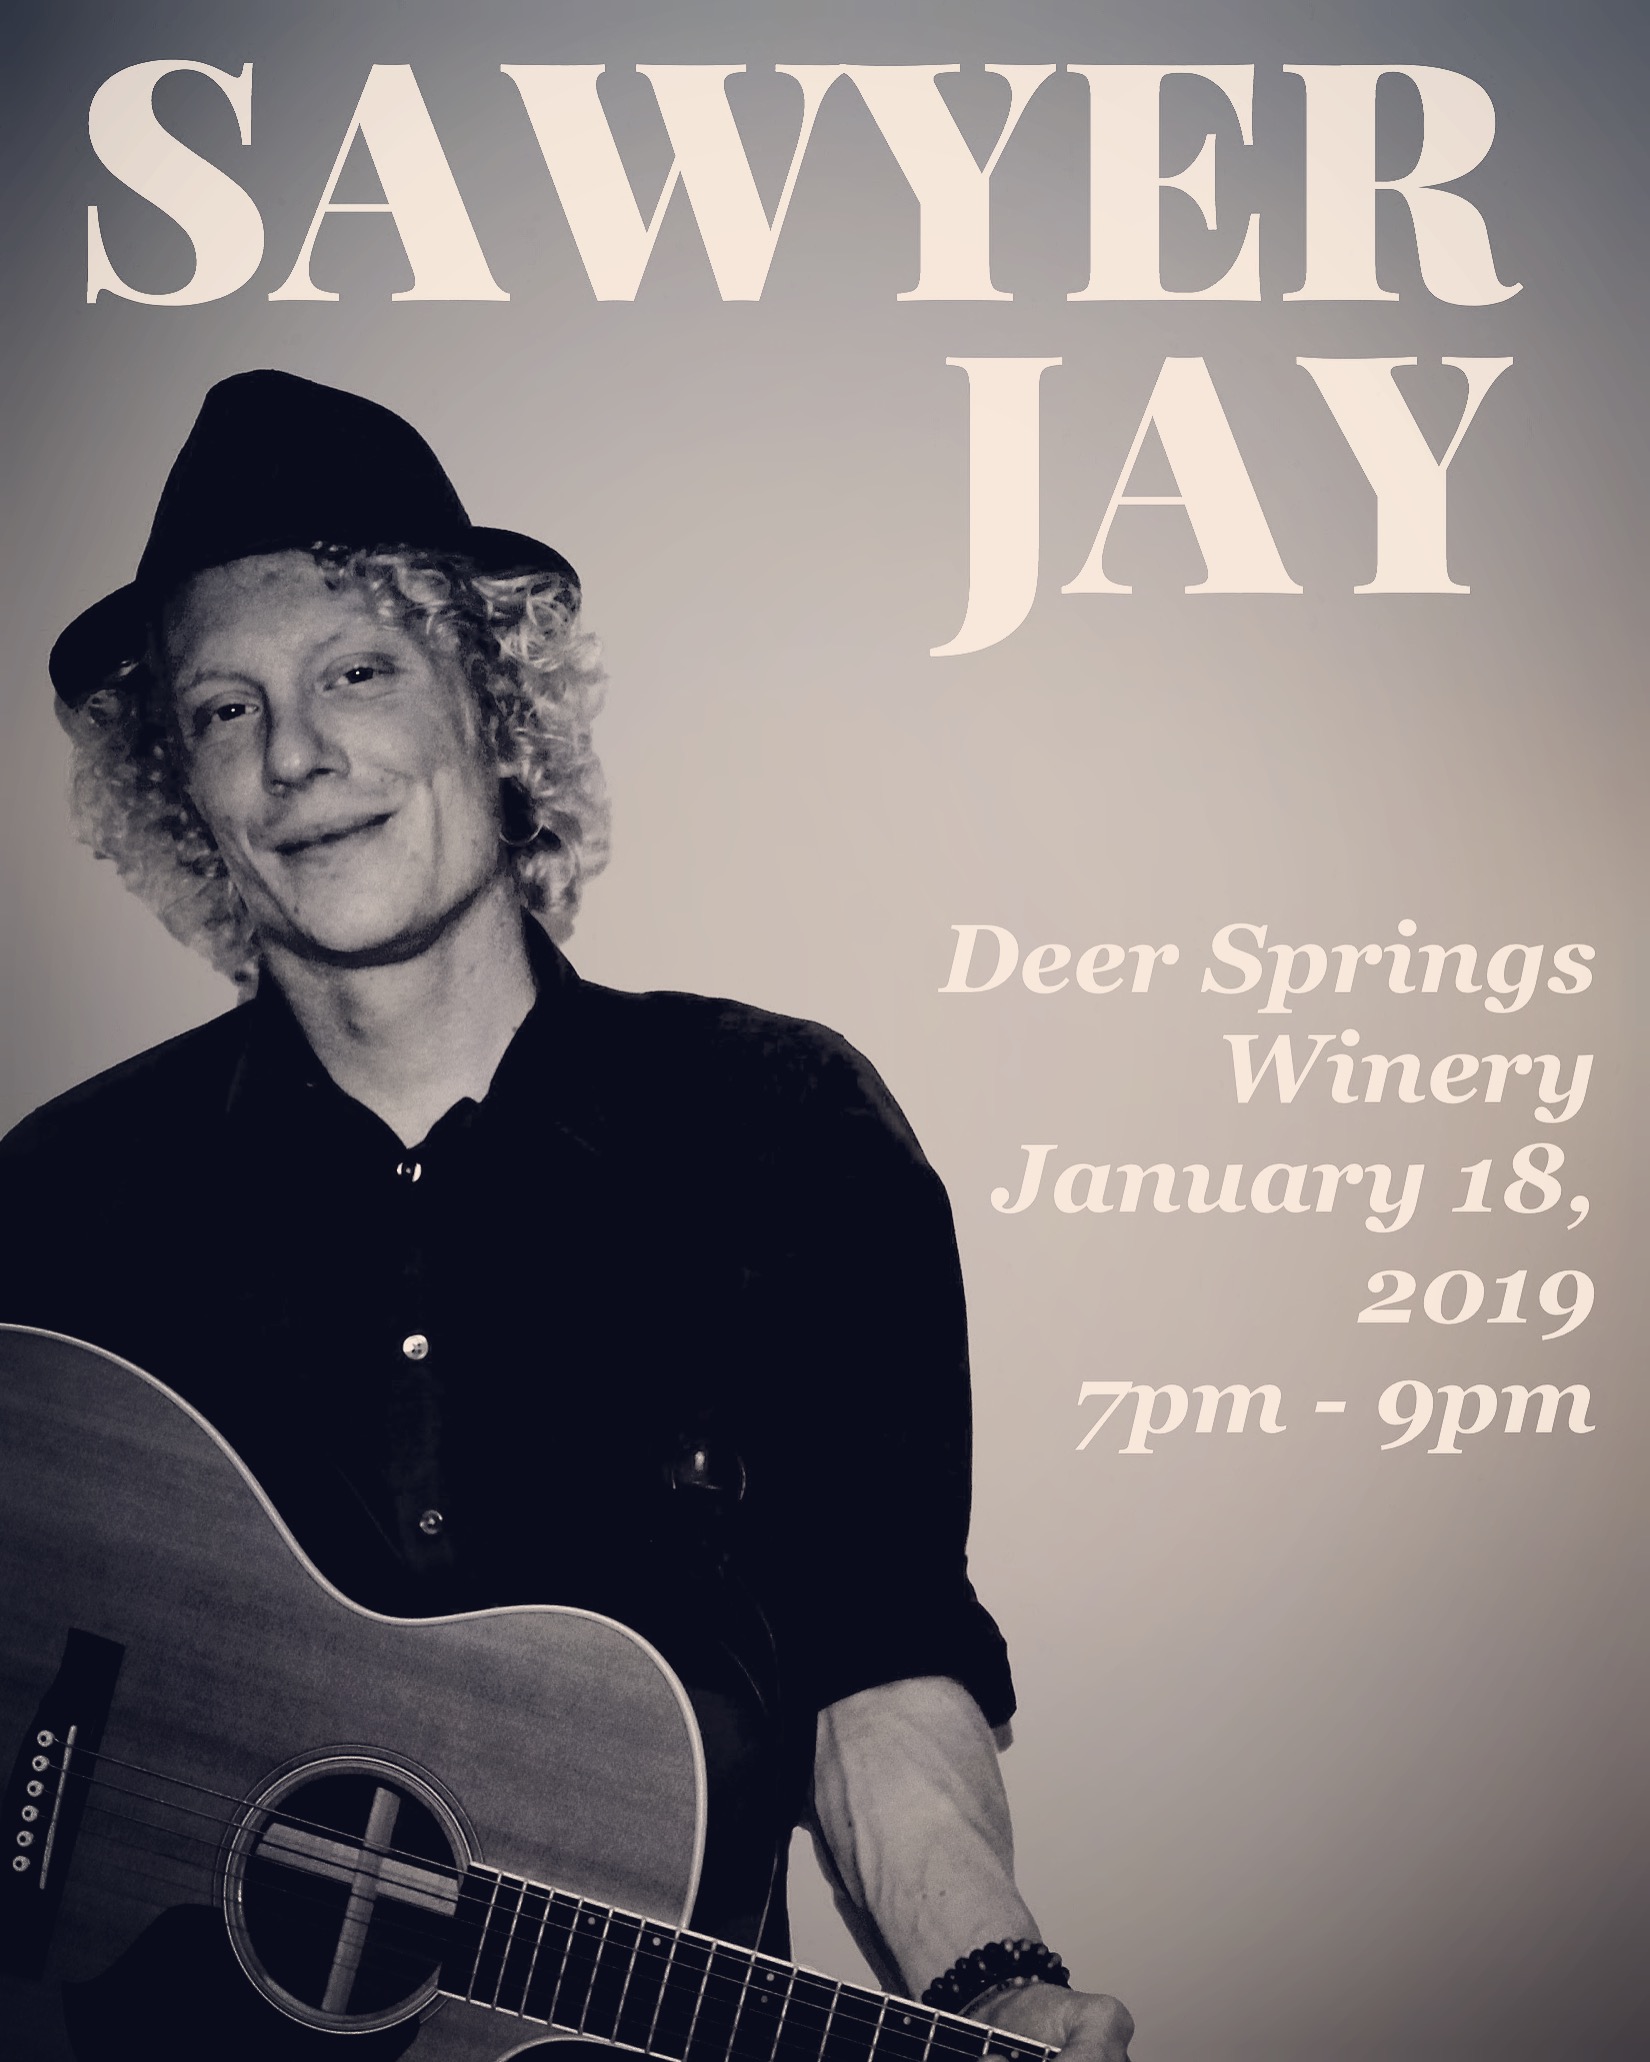 SAWYER
JAY
Deer Springs
Winery
January 18,
2019
7pm - 9pm